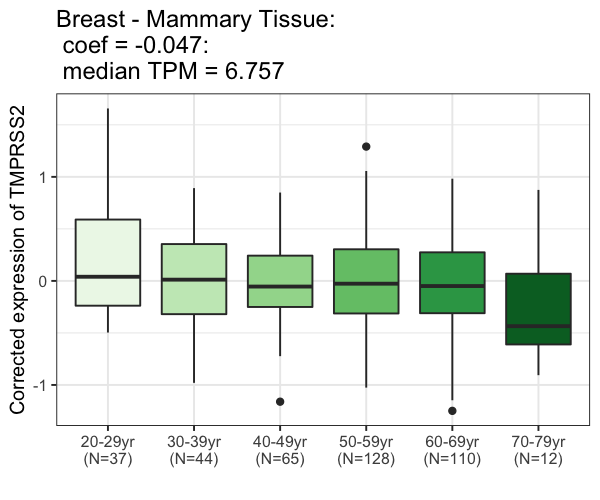 Breast - Mammary Tissue:
coef = -0.047:
median TPM = 6.757
Corrected expression of TMPRSS2
1
0
-1
20-29yr 30-39yr 40-49yr 50-59yr 60-69yr 70-79yr
(N=37) (N=44) (N=65) (N=128) (N=110) (N=12)